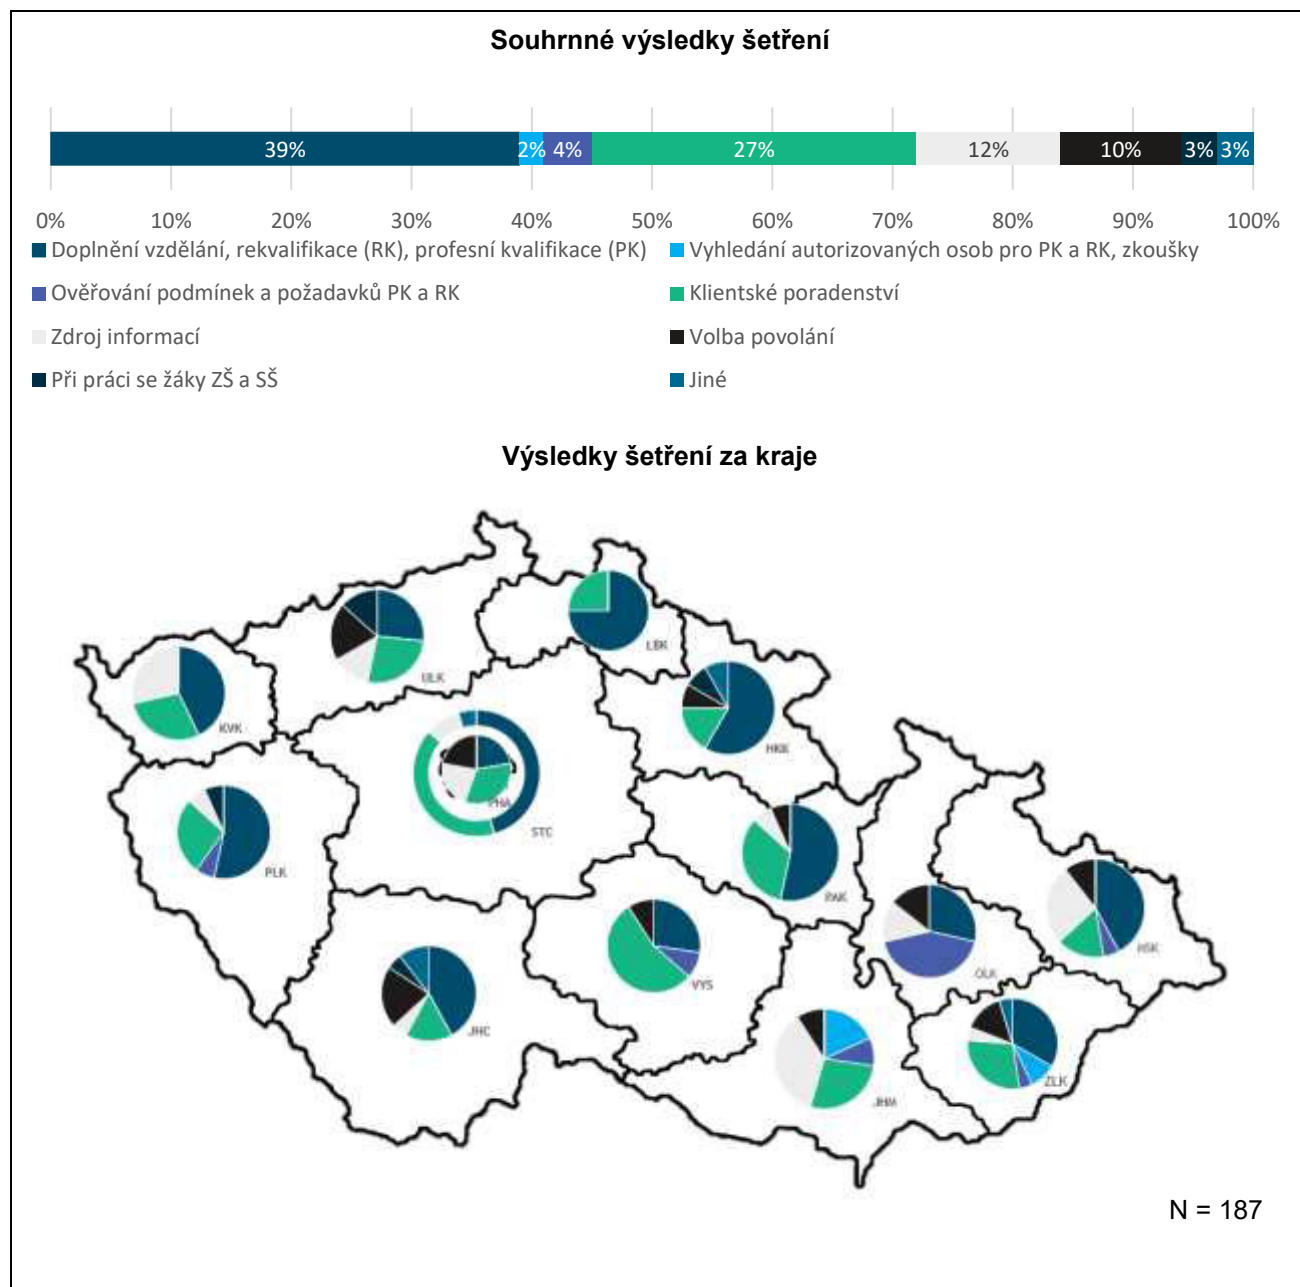 Souhrnné výsledky šetření
39% 2% 4% 27% 12% 10% 3% 3%
0% 10% 20% 30% 40% 50% 60% 70% 80% 90% 100%
Doplnění vzdělání, rekvalifikace (RK), profesní kvalifikace (PK) Vyhledání autorizovaných osob pro PK a RK, zkoušky
Ověřování podmínek a požadavků PK a RK Klientské poradenství
Zdroj informací Volba povolání
Při práci se žáky ZŠ a SŠ Jiné
Výsledky šetření za kraje
LBK
ULK
KVK
HKK
PHA
STC
PLK
PAK
MSK
OLK
VYS
JHC
ZLK
JHM
N = 187